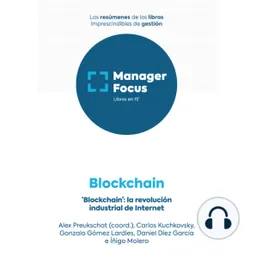 Los resúmenes de los libros
Imprescindibles de gestión
Manager
Focus
Libros en 15'
Blockchain
'Blockchain': la revolución
industrial de Internet
Alex Preukschat (coord.), Carlos Kuchkovsky,
Gonzalo Gómez Lardies, Daniel Díez García
e Íñigo Molero